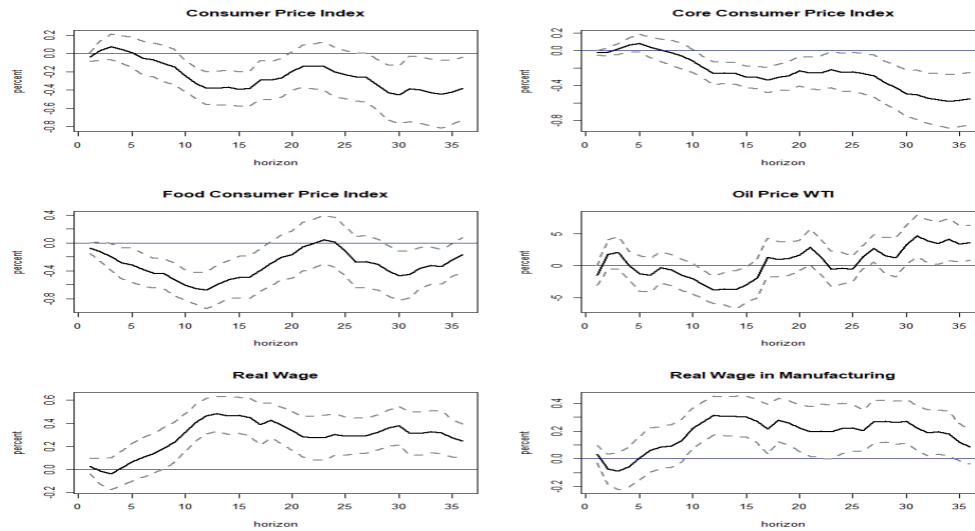 Consumer Price Index
percent
0.2
0.0
-0.2
-0.4
-0.8
0 5 10 15 20 25 30 35
horizon
Core Consumer Price Index
percent
0.2
0.0
-0.4
-0.8
0 5 10 15 20 25 30 35
horizon
Food Consumer Price Index
percent
0.4
0.0
-0.4
-0.8
0 5 10 15 20 25 30 35
horizon
Oil Price WTI
percent
5
0
-5
0 5 10 15 20 25 30 35
horizon
Real Wage
percent
0.6
0.4
0.2
0.0
-0.2
0 5 10 15 20 25 30 35
horizon
Real Wage in Manufacturing
percent
0.4
0.2
0.0
-0.2
0 5 10 15 20 25 30 35
horizon